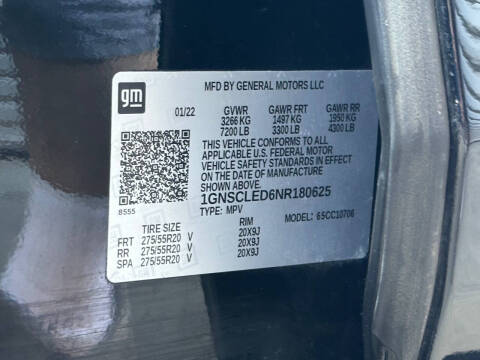 gm
MFD BY GENERAL MOTORS LLC
01/22 GVWR GAWR FRT GAWR RR
3266 KG 1497 KG 1950 KG
7200 LB 3300 LB 4300 LB
THIS VEHICLE CONFORMS TO ALL
APPLICABLE U.S. FEDERAL MOTOR
VEHICLE SAFETY STANDARDS IN EFFECT
ON THE DATE OF MANUFACTURE
SHOWN ABOVE.
1GNSCLED6NR180625
8555
TYPE: MPV MODEL: 65CC10706
TIRE SIZE RIM
FRT 275/55R20 V 20X9J
RR 275/55R20 V 20X9J
SPA 275/55R20 V 20X9J